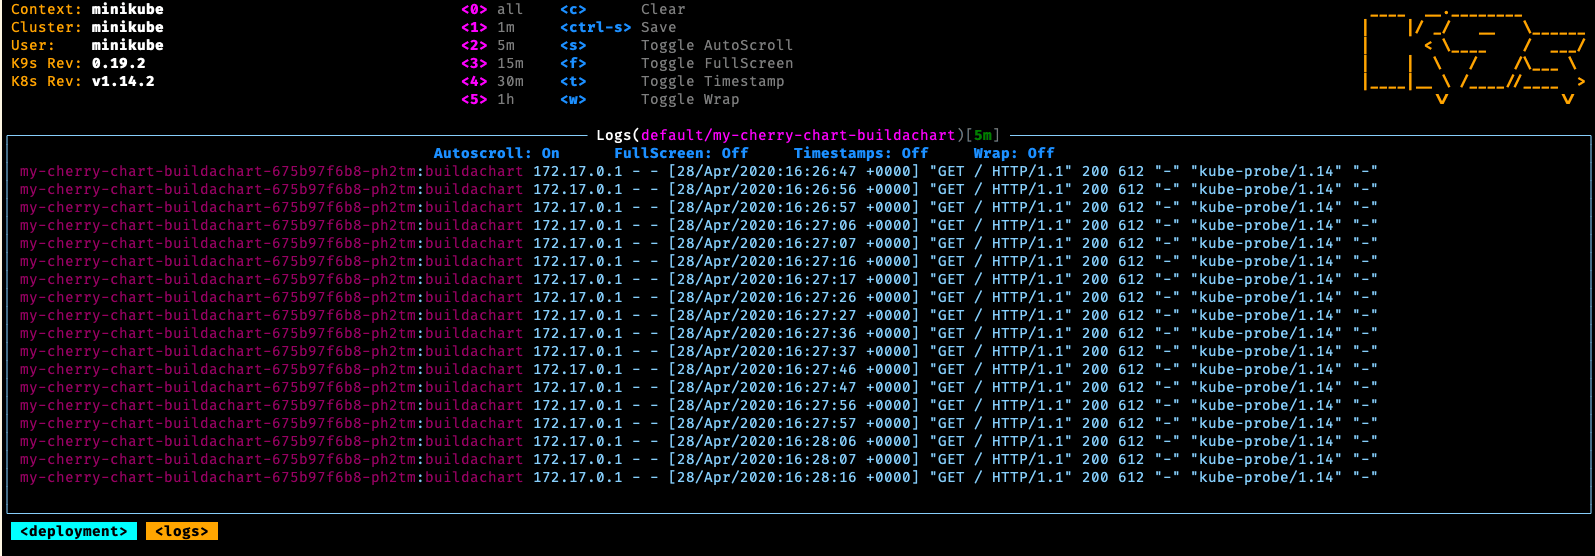 Context: minikube <0> all <c> Clear
Cluster: minikube <1> 1m <ctrl-s> Save
User: minikube <2> 5m <s> Toggle AutoScroll
K9s Rev: 0.19.2 <3> 15m <f> Toggle FullScreen
K8s Rev: v1.14.2 <4> 30m <t> Toggle Timestamp
<5> 1h <w> Toggle Wrap
Logs(default/my-cherry-chart-buildachart)[5m]
Autoscroll: On FullScreen: Off Timestamps: Off Wrap: Off
my-cherry-chart-buildachart-675b97f6b8-ph2tm:buildachart 172.17.0.1 - - [28/Apr/2020:16:26:47 +0000] "GET / HTTP/1.1" 200 612 "-" "kube-probe/1.14" "-"
my-cherry-chart-buildachart-675b97f6b8-ph2tm:buildachart 172.17.0.1 - - [28/Apr/2020:16:26:56 +0000] "GET / HTTP/1.1" 200 612 "-" "kube-probe/1.14" "-"
my-cherry-chart-buildachart-675b97f6b8-ph2tm:buildachart 172.17.0.1 - - [28/Apr/2020:16:26:57 +0000] "GET / HTTP/1.1" 200 612 "-" "kube-probe/1.14" "-"
my-cherry-chart-buildachart-675b97f6b8-ph2tm:buildachart 172.17.0.1 - - [28/Apr/2020:16:27:06 +0000] "GET / HTTP/1.1" 200 612 "-" "kube-probe/1.14" "-"
my-cherry-chart-buildachart-675b97f6b8-ph2tm:buildachart 172.17.0.1 - - [28/Apr/2020:16:27:07 +0000] "GET / HTTP/1.1" 200 612 "-" "kube-probe/1.14" "-"
my-cherry-chart-buildachart-675b97f6b8-ph2tm:buildachart 172.17.0.1 - - [28/Apr/2020:16:27:16 +0000] "GET / HTTP/1.1" 200 612 "-" "kube-probe/1.14" "-"
my-cherry-chart-buildachart-675b97f6b8-ph2tm:buildachart 172.17.0.1 - - [28/Apr/2020:16:27:17 +0000] "GET / HTTP/1.1" 200 612 "-" "kube-probe/1.14" "-"
my-cherry-chart-buildachart-675b97f6b8-ph2tm:buildachart 172.17.0.1 - - [28/Apr/2020:16:27:26 +0000] "GET / HTTP/1.1" 200 612 "-" "kube-probe/1.14" "-"
my-cherry-chart-buildachart-675b97f6b8-ph2tm:buildachart 172.17.0.1 - - [28/Apr/2020:16:27:27 +0000] "GET / HTTP/1.1" 200 612 "-" "kube-probe/1.14" "-"
my-cherry-chart-buildachart-675b97f6b8-ph2tm:buildachart 172.17.0.1 - - [28/Apr/2020:16:27:36 +0000] "GET / HTTP/1.1" 200 612 "-" "kube-probe/1.14" "-"
my-cherry-chart-buildachart-675b97f6b8-ph2tm:buildachart 172.17.0.1 - - [28/Apr/2020:16:27:37 +0000] "GET / HTTP/1.1" 200 612 "-" "kube-probe/1.14" "-"
my-cherry-chart-buildachart-675b97f6b8-ph2tm:buildachart 172.17.0.1 - - [28/Apr/2020:16:27:46 +0000] "GET / HTTP/1.1" 200 612 "-" "kube-probe/1.14" "-"
my-cherry-chart-buildachart-675b97f6b8-ph2tm:buildachart 172.17.0.1 - - [28/Apr/2020:16:27:47 +0000] "GET / HTTP/1.1" 200 612 "-" "kube-probe/1.14" "-"
my-cherry-chart-buildachart-675b97f6b8-ph2tm:buildachart 172.17.0.1 - - [28/Apr/2020:16:27:56 +0000] "GET / HTTP/1.1" 200 612 "-" "kube-probe/1.14" "-"
my-cherry-chart-buildachart-675b97f6b8-ph2tm:buildachart 172.17.0.1 - - [28/Apr/2020:16:27:57 +0000] "GET / HTTP/1.1" 200 612 "-" "kube-probe/1.14" "-"
my-cherry-chart-buildachart-675b97f6b8-ph2tm:buildachart 172.17.0.1 - - [28/Apr/2020:16:28:06 +0000] "GET / HTTP/1.1" 200 612 "-" "kube-probe/1.14" "-"
my-cherry-chart-buildachart-675b97f6b8-ph2tm:buildachart 172.17.0.1 - - [28/Apr/2020:16:28:07 +0000] "GET / HTTP/1.1" 200 612 "-" "kube-probe/1.14" "-"
my-cherry-chart-buildachart-675b97f6b8-ph2tm:buildachart 172.17.0.1 - - [28/Apr/2020:16:28:16 +0000] "GET / HTTP/1.1" 200 612 "-" "kube-probe/1.14" "-"
<deployment> <logs>